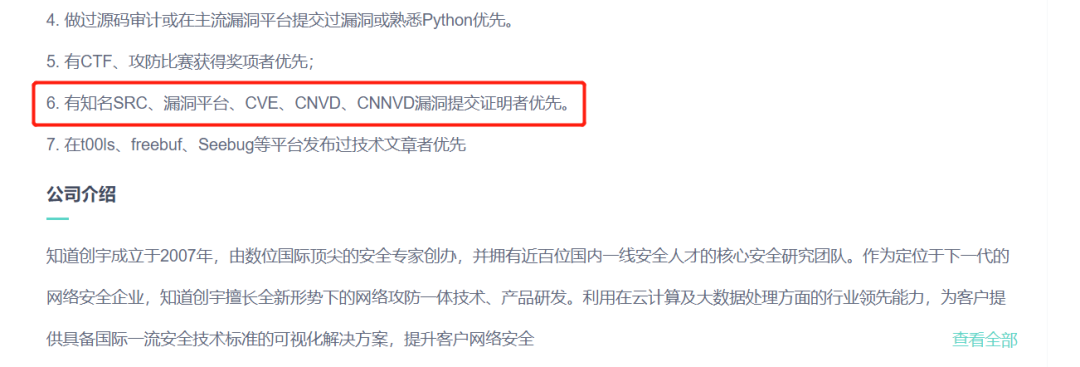 4. 做过源码审计或在主流漏洞平台提交过漏洞或熟悉Python优先。
5. 有CTF、攻防比赛获得奖项者优先；
6. 有知名SRC、漏洞平台、CVE、CNVD、CNNVD漏洞提交证明者优先。
7. 在t00ls、freebuf、Seebug等平台发布过技术文章者优先
公司介绍
知道创宇成立于2007年，由数位国际顶尖的安全专家创办，并拥有近百位国内一线安全人才的核心安全研究团队。作为定位于下一代的
网络安全企业，知道创宇擅长全新形势下的网络攻防一体技术、产品研发。利用在云计算及大数据处理方面的行业领先能力，为客户提
供具备国际一流安全技术标准的可视化解决方案，提升客户网络安全
查看全部